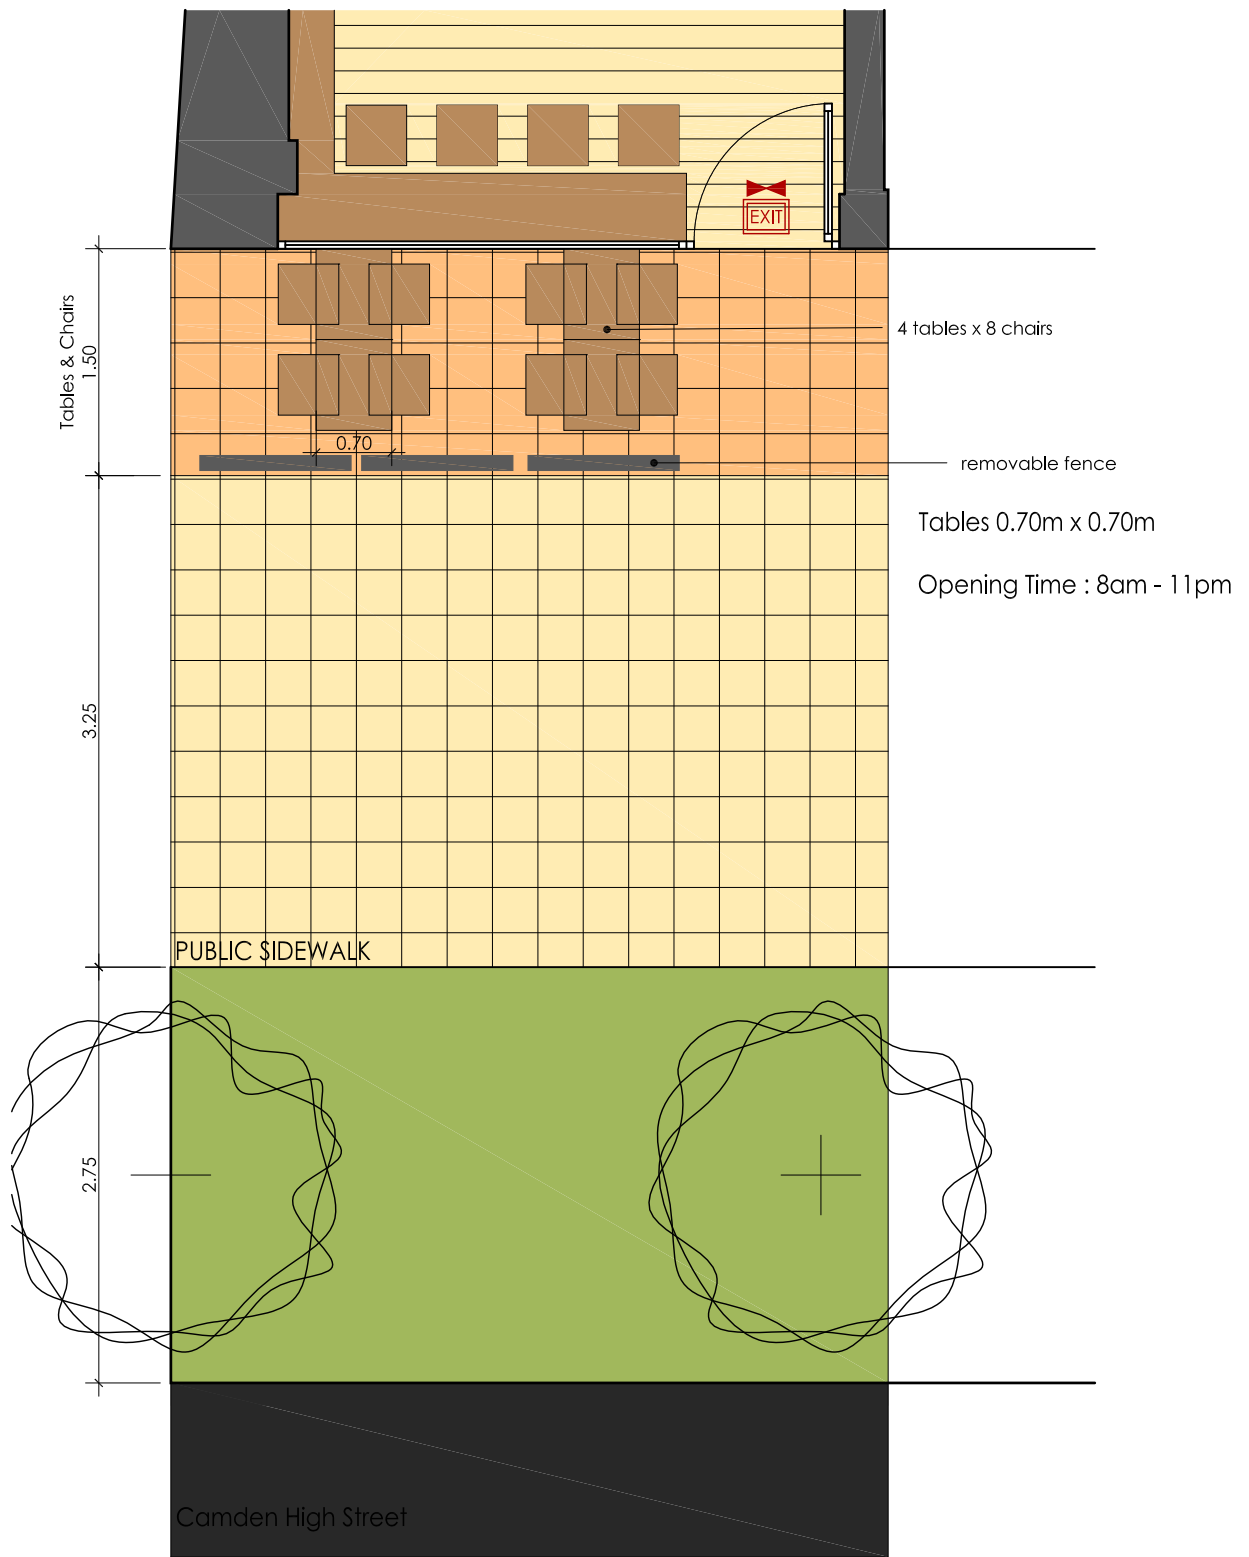 EXIT
Tables & Chairs
1.50
4 tables x 8 chairs
0.70
removable fence
Tables 0.70m x 0.70m
Opening Time : 8am - 11pm
3.25
PUBLIC SIDEWALK
2.75
Camden High Street